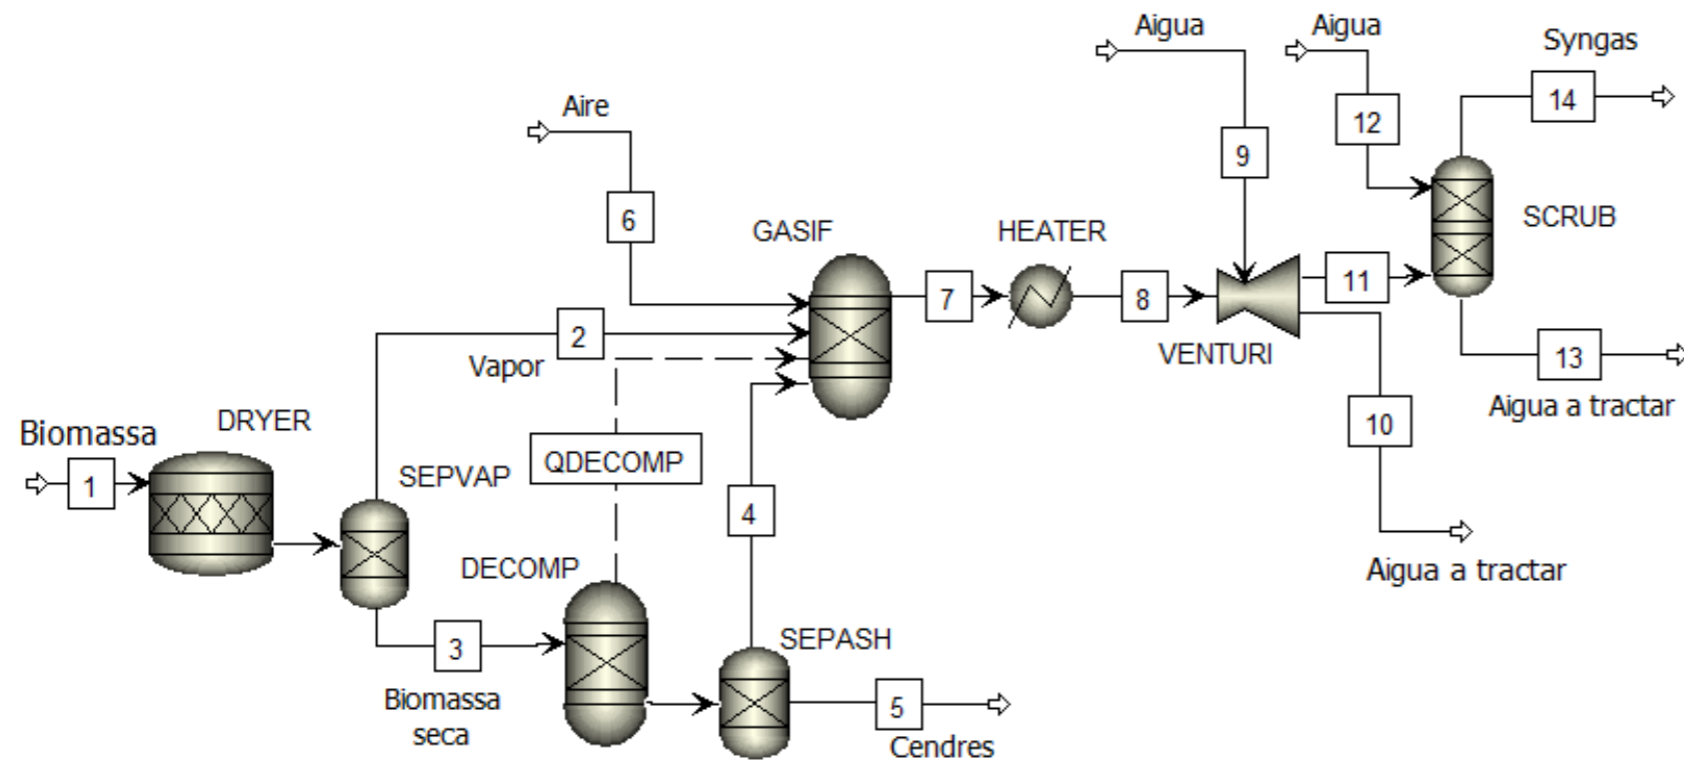 Aigua
Aigua
Syngas
14
Aire
12
9
6
GASIF
HEATER
SCRUB
7
8
11
2
Vapor
VENTURI
13
Aigua a tractar
10
DRYER
Biomassa
1
SEPVAP
QDECOMP
4
DECOMP
Aigua a tractar
3
SEPASH
Biomassa
seca
5
Cendres